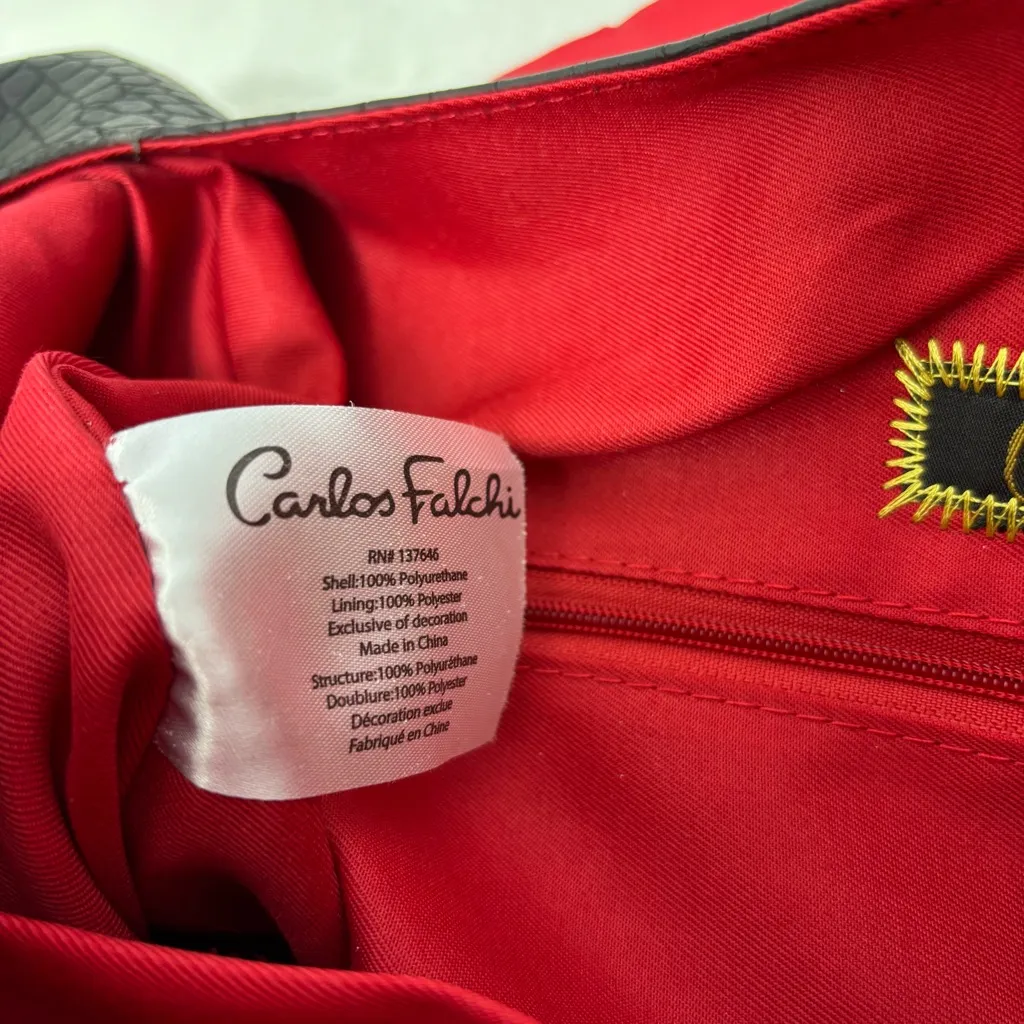 Carlos Falchi
RN# 137646
Shell:100% Polyurethane
Lining:100% Polyester
Exclusive of decoration
Made in China
Structure:100% Polyuréthane
Doublure:100% Polyester
Décoration exclue
Fabriqué en Chine